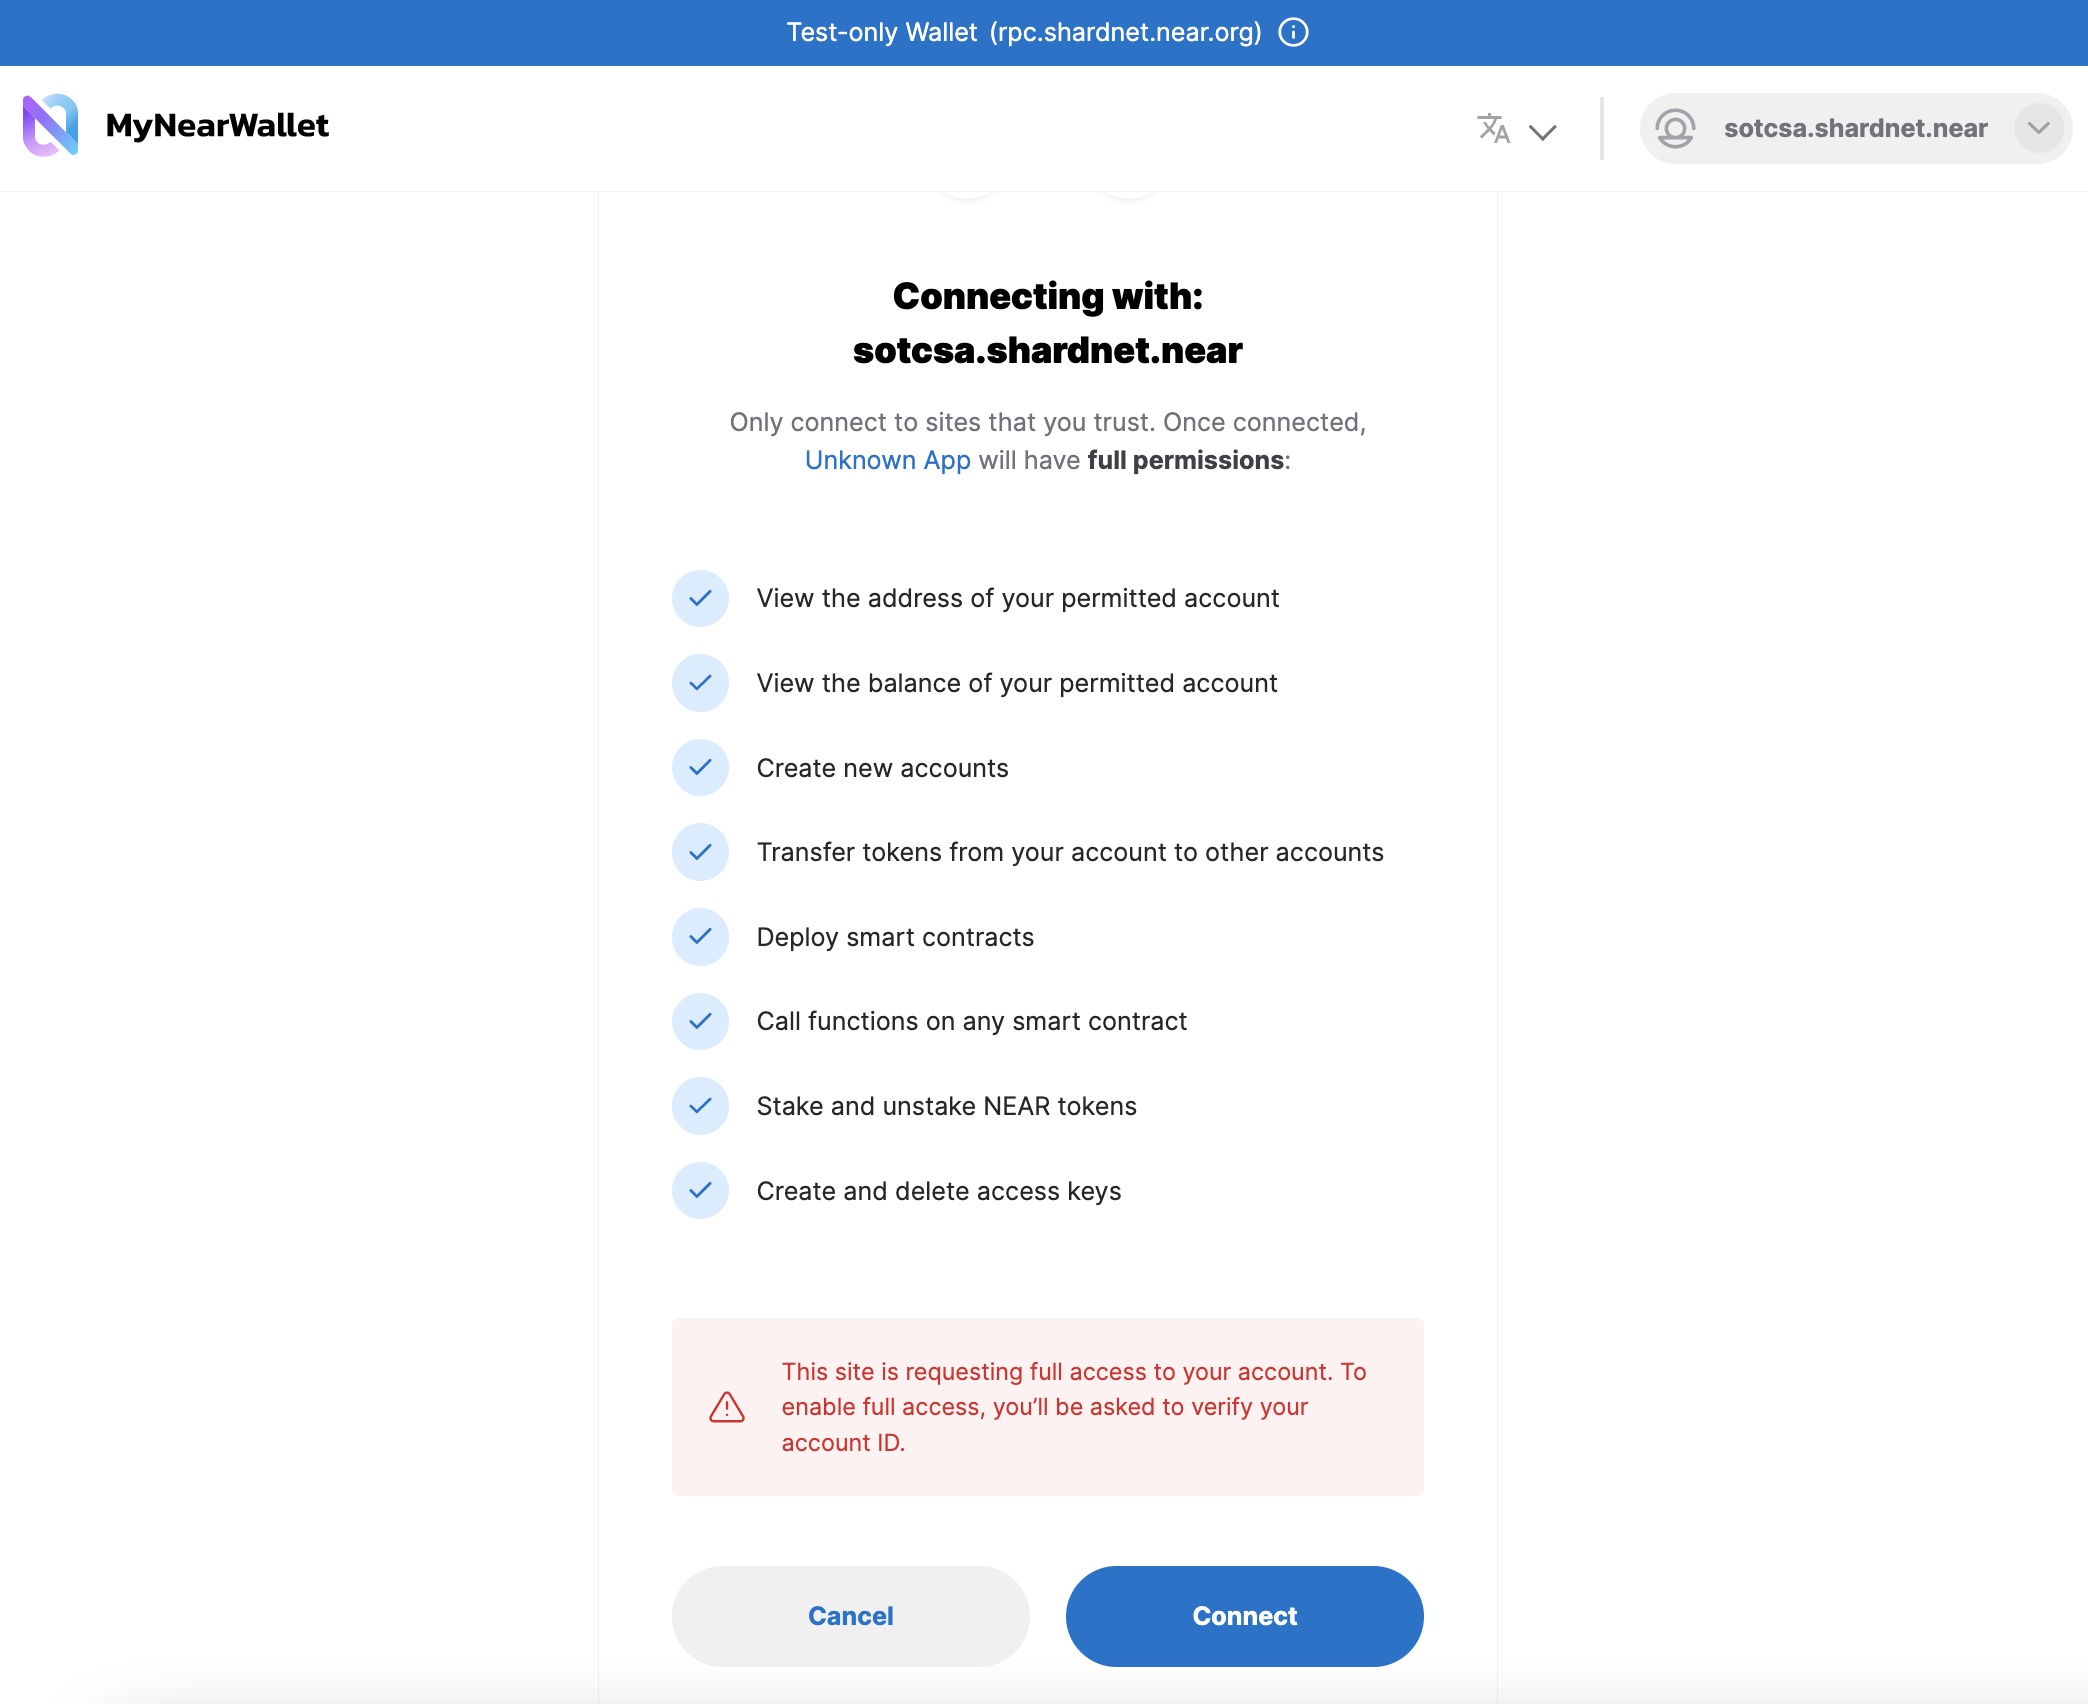 Test-only Wallet (rpc.shardnet.near.org)
MyNearWallet
sotcsa.shardnet.near
Connecting with:
sotcsa.shardnet.near
Only connect to sites that you trust. Once connected,
Unknown App will have full permissions:
View the address of your permitted account
View the balance of your permitted account
Create new accounts
Transfer tokens from your account to other accounts
Deploy smart contracts
Call functions on any smart contract
Stake and unstake NEAR tokens
Create and delete access keys
This site is requesting full access to your account. To
enable full access, you’ll be asked to verify your
account ID.
Cancel
Connect